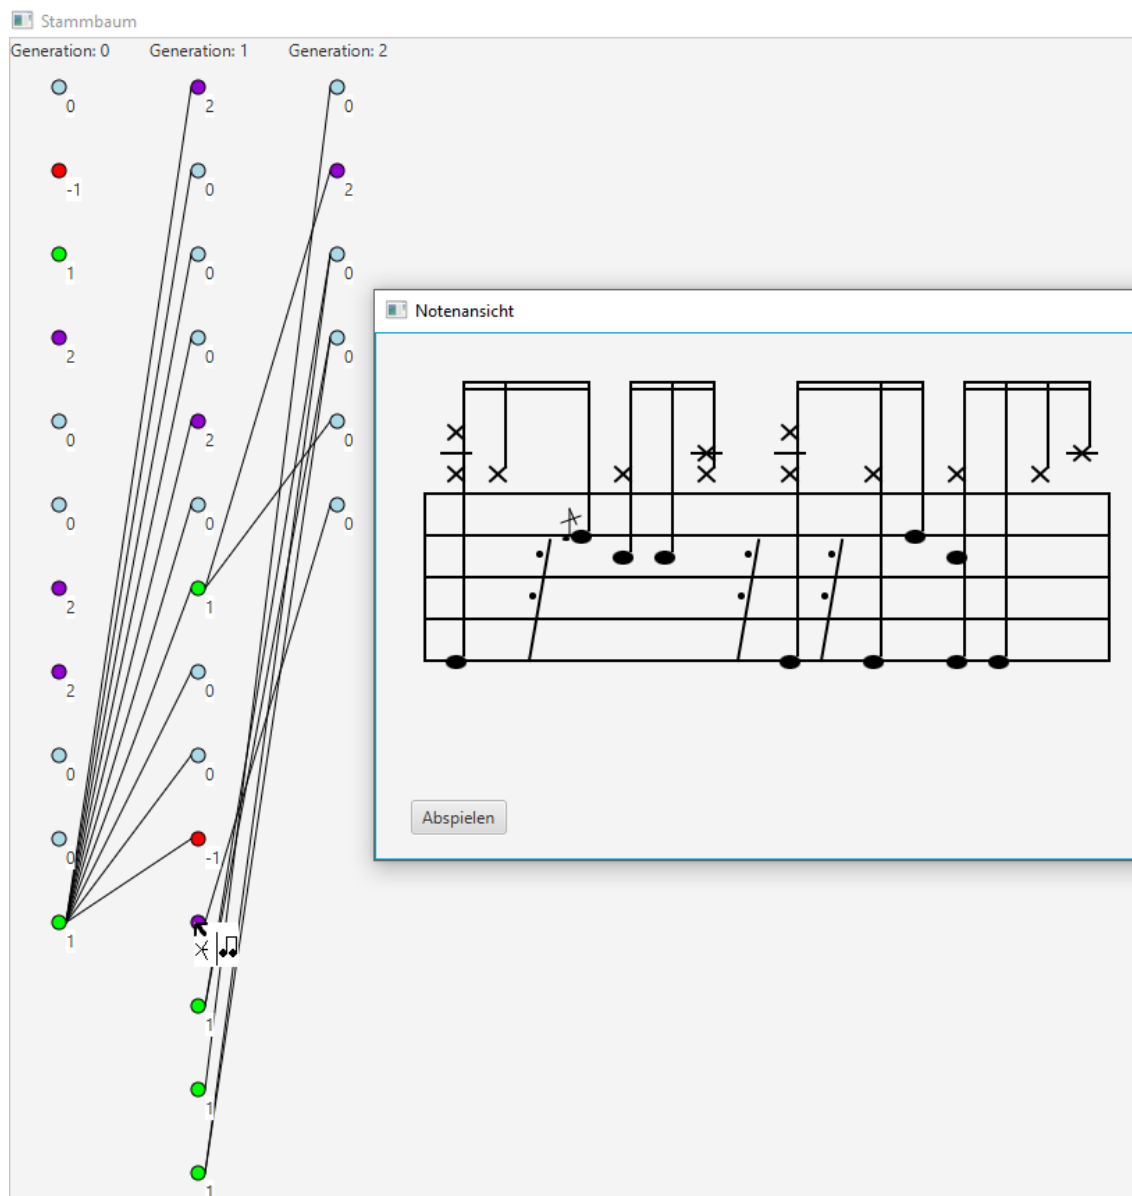 Stammbaum
Generation: 0 Generation: 1 Generation: 2
0 2 0
-1 0 2
1 0 0
Notenansicht
2 0 0
0 2 0
0 0 0
2 1
2 0
0 0
Abspielen
0 -1
1
1
1
1